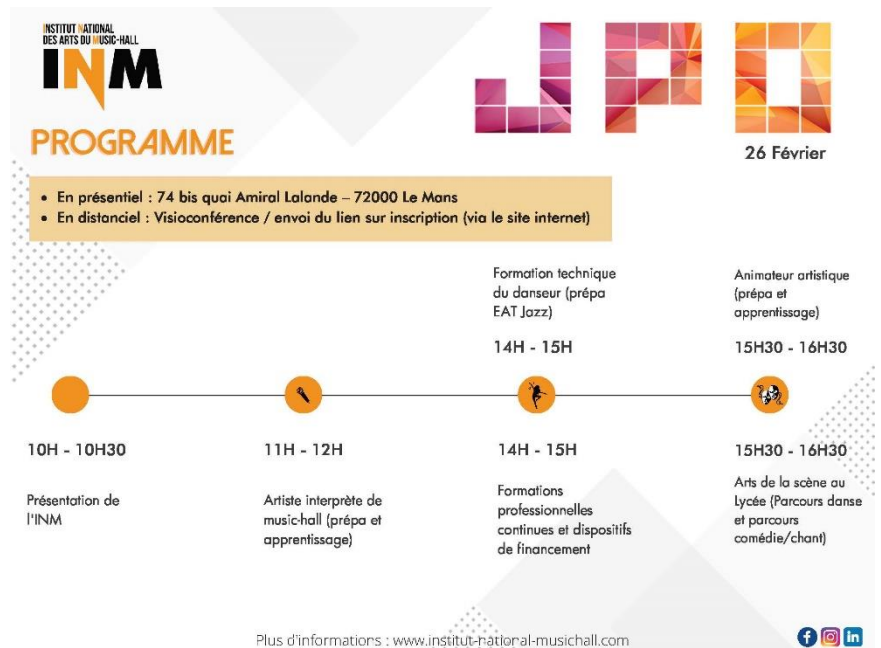 INSTITUT NATIONAL
DES ARTS DU MUSIC-HALL
INM
JPO
PROGRAMME
26 Février
• En présentiel : 74 bis quai Amiral Lalande – 72000 Le Mans
• En distanciel : Visioconférence / envoi du lien sur inscription (via le site internet)
Formation technique
du danseur (prépa
EAT Jazz)
14H - 15H
Animateur artistique
(prépa et
apprentissage)
15H30 - 16H30
10H - 10H30
Présentation de
l'INM
11H - 12H
Artiste interprète de
music-hall (prépa et
apprentissage)
14H - 15H
Formations
professionnelles
continues et dispositifs
de financement
15H30 - 16H30
Arts de la scène au
Lycée (Parcours danse
et parcours
comédie/chant)
Plus d'informations : www.institut-national-musichall.com